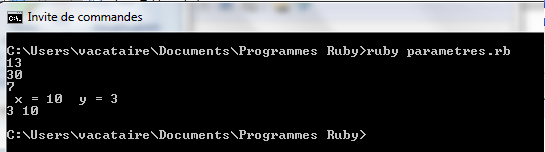 Invite de commandes
C:\Users\vacataire\Documents\Programmes Ruby>ruby parametres.rb
13
30
7
 x = 10  y = 3
3 10
C:\Users\vacataire\Documents\Programmes Ruby>